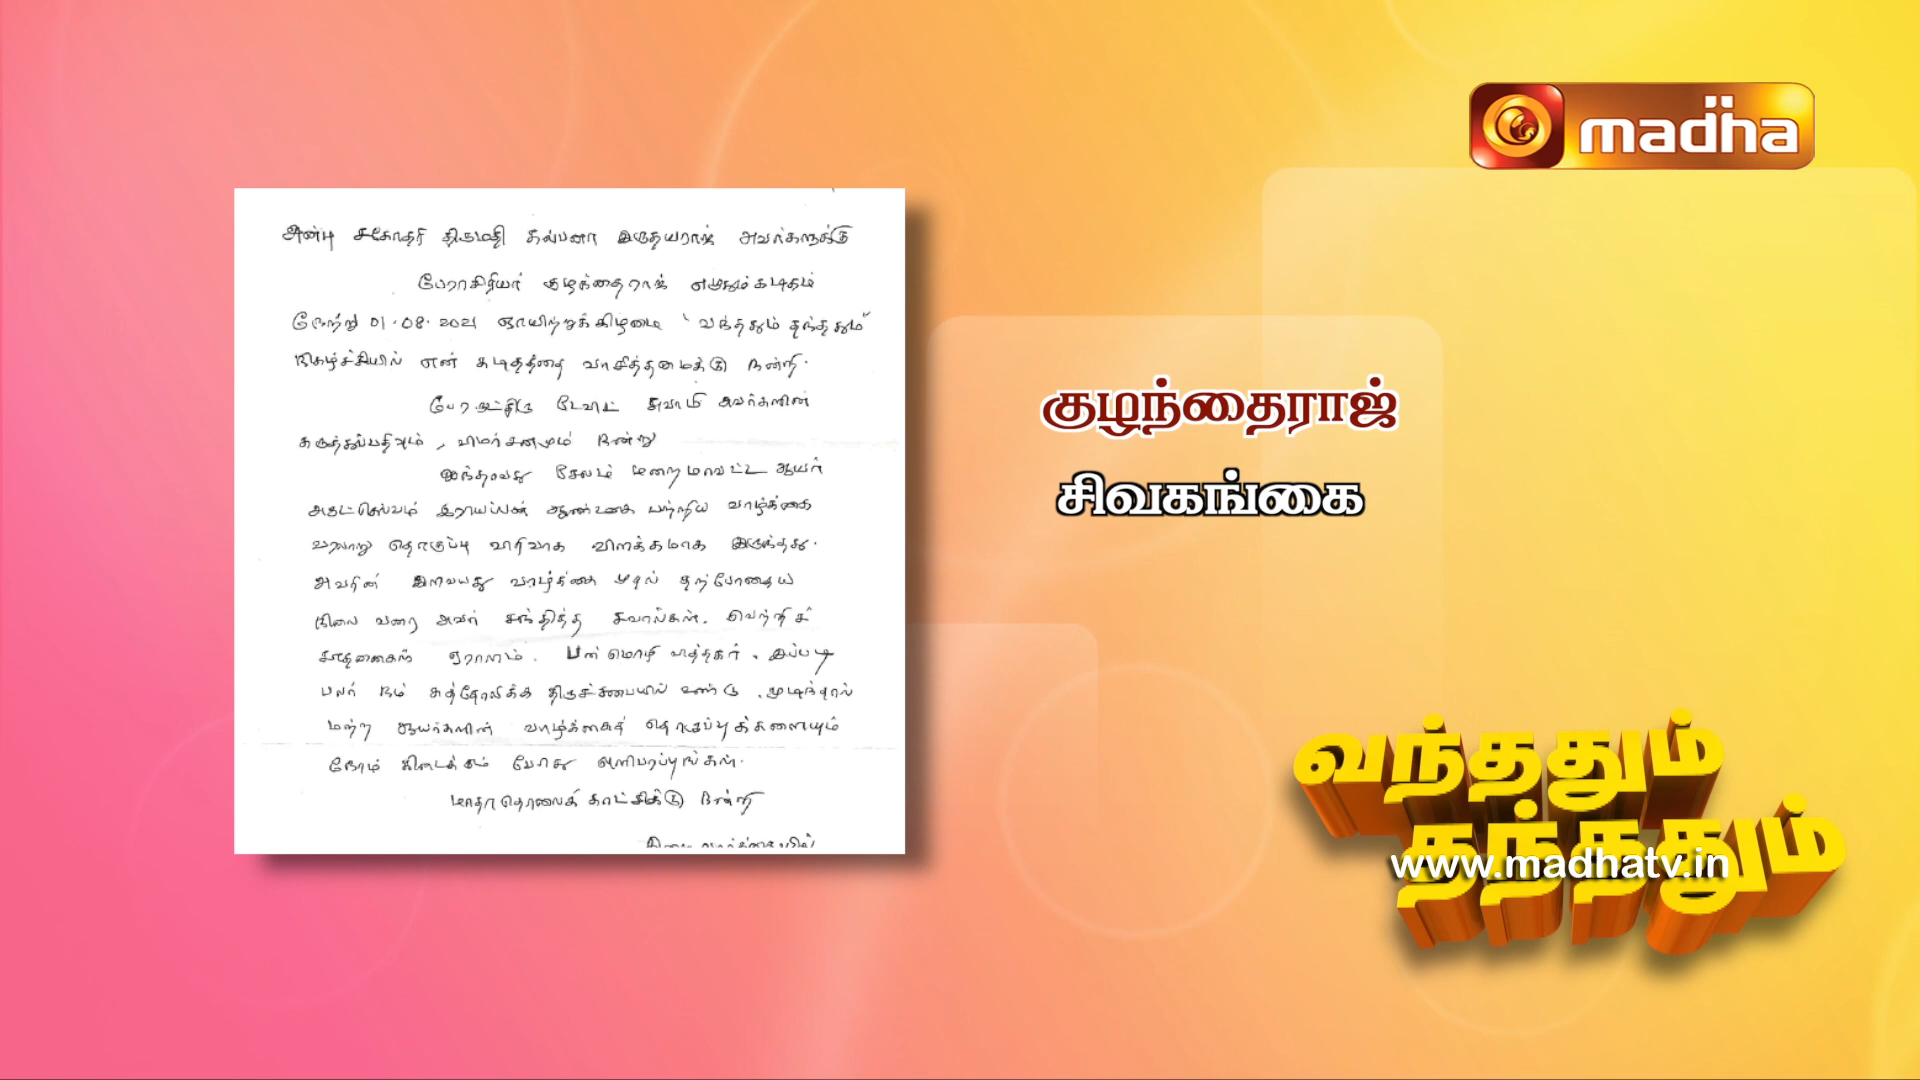 madha
அன்பு சகோதரி திருமதி கல்பனா இருதயராஜ் அவர்களுக்கு
பேராசிரியர் குழந்தைராஜ் எழுதும் கடிதம்
நேற்று 01.08.2021 ஞாயிற்றுக்கிழமை "வந்ததும் தந்ததும்"
நிகழ்ச்சியில் என் கடிதத்தை வாசித்தமைக்கு நன்றி.
பேரருட்திரு டேவிட் சுவாமி அவர்களின்
கருத்துப்பதிவும், விமர்சனமும் நன்று
ஐந்தாவது சேலம் மறைமாவட்ட ஆயர்
அருட்செல்வம் இராயப்பன் ஆண்டகை பற்றிய வாழ்க்கை
வரலாறு தொகுப்பு விரிவாக விளக்கமாக இருந்தது.
அவரின் இளவயது வாழ்க்கை முதல் தற்போதைய
நிலை வரை அவர் சந்தித்த சவால்கள். வெற்றிச்
சாதனைகள் ஏராளம். பன்மொழி வித்தகர். இப்படி
பலர் நம் கத்தோலிக்க திருச்சபையில் உண்டு. முடிந்தால்
மற்ற ஆயர்களின் வாழ்க்கைத் தொகுப்புக்களையும்
நேரம் கிடைக்கும் போது ஒளிபரப்புங்கள்.
மாதா தொலைக் காட்சிக்கு நன்றி
குழந்தைராஜ்
சிவகங்கை
வந்ததும்
தந்ததும்
www.madhatv.in